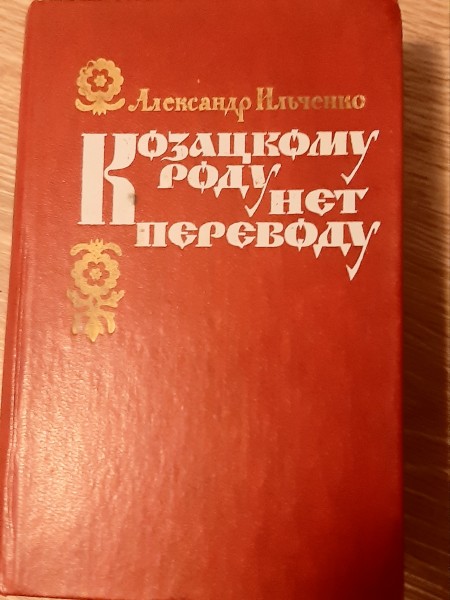 Александр Ильченко
Козацкому
роду
нет
переводу